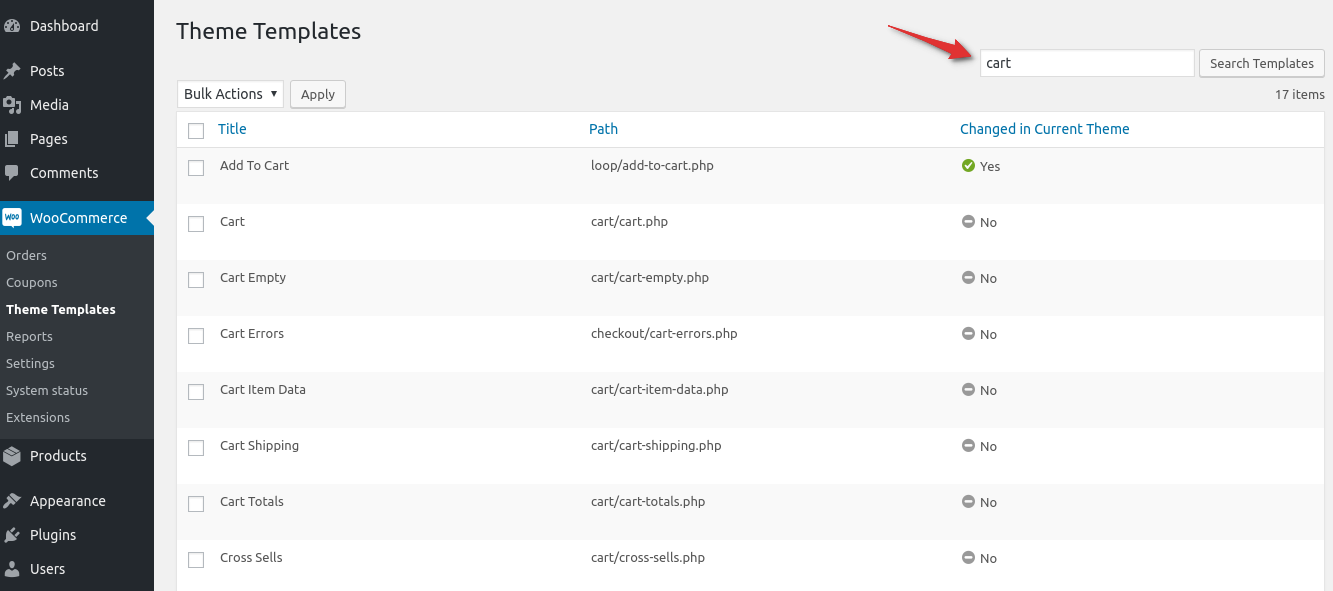 Dashboard
Posts
Media
Pages
Comments
WOO WooCommerce
Orders
Coupons
Theme Templates
Reports
Settings
System status
Extensions
Products
Appearance
Plugins
Users
Theme Templates
cart Search Templates
Bulk Actions Apply 17 items
Title Path Changed in Current Theme
Add To Cart loop/add-to-cart.php Yes
Cart cart/cart.php No
Cart Empty cart/cart-empty.php No
Cart Errors checkout/cart-errors.php No
Cart Item Data cart/cart-item-data.php No
Cart Shipping cart/cart-shipping.php No
Cart Totals cart/cart-totals.php No
Cross Sells cart/cross-sells.php No